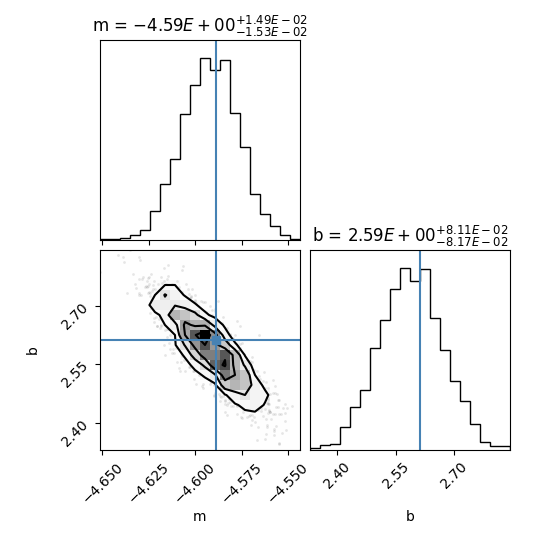 m = −4.59E + 00 +1.49E − 02 −1.53E − 02
b = 2.59E + 00 +8.11E − 02 −8.17E − 02
b
2.70
2.55
2.40
−4.650 −4.625 −4.600 −4.575 −4.550
2.40 2.55 2.70
m b